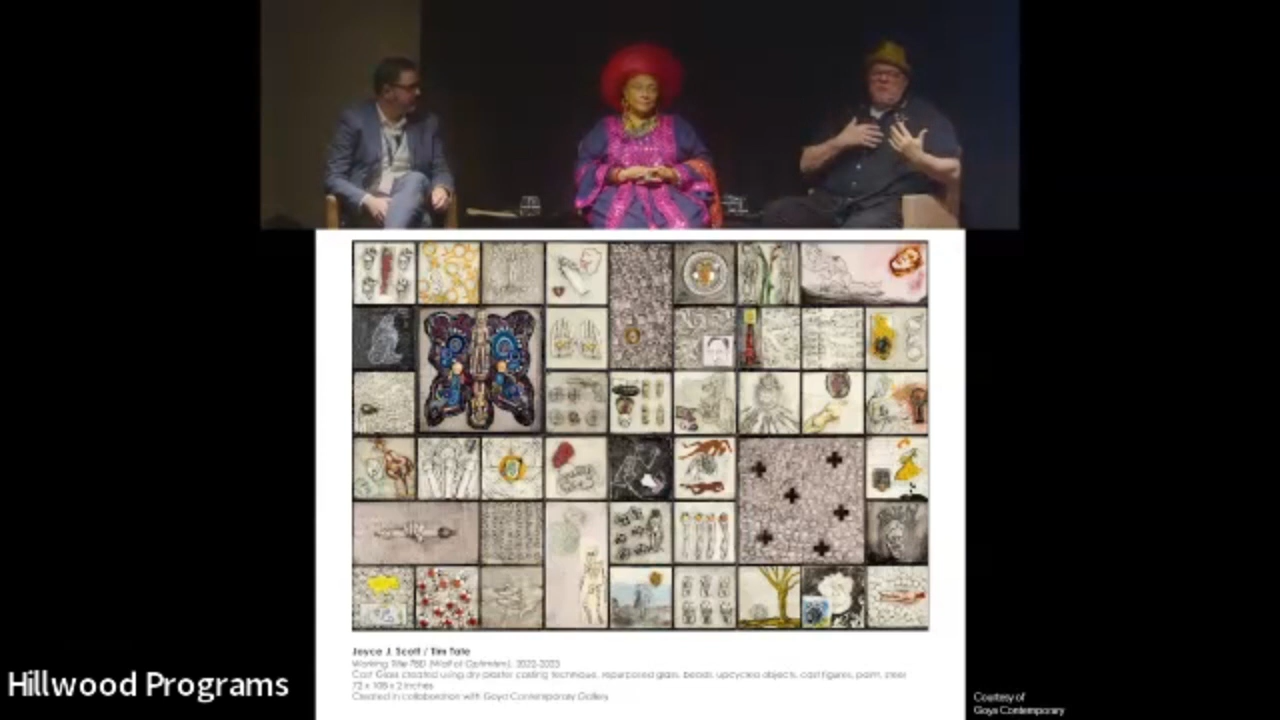 Joyce J. Scott / Tim Tate
Working Title TBD (Wall of Optimism), 2022-2023
Cast Glass created using dry plaster casting technique, repurposed glass, beads, upcycled objects, cast figures, paint, steel
72 x 108 x 2 inches
Created in collaboration with Goya Contemporary Gallery
Hillwood Programs
Courtesy of
Goya Contemporary